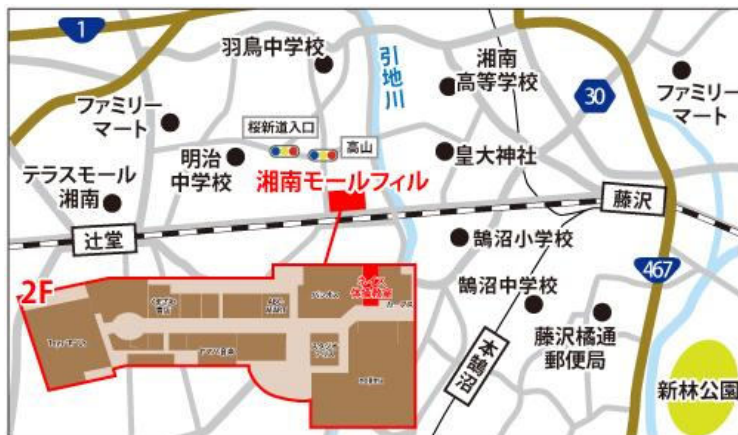 1
羽鳥中学校
引地川
湘南
高等学校
30
ファミリー
マート
ファミリー
マート
桜新道入口
高山
明治
中学校
皇大神社
テラスモール
湘南
湘南モールフィル
藤沢
辻堂
鵠沼小学校
467
2F
ABC
MART
鵠沼中学校
本鵠沼
藤沢橘通
郵便局
新林公園